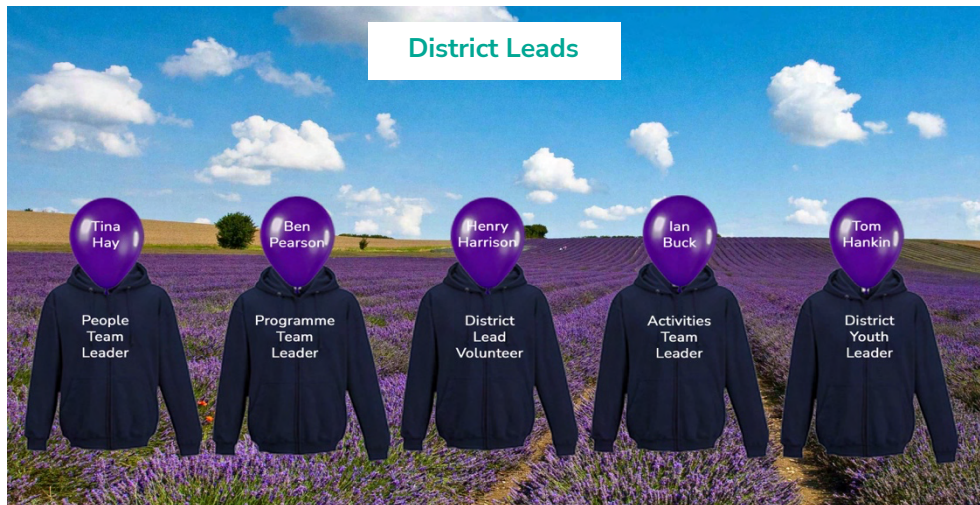 District Leads
Tina
Hay
Ben
Pearson
Henry
Harrison
Ian
Buck
Tom
Hankin
People
Team
Leader
Programme
Team
Leader
District
Lead
Volunteer
Activities
Team
Leader
District
Youth
Leader